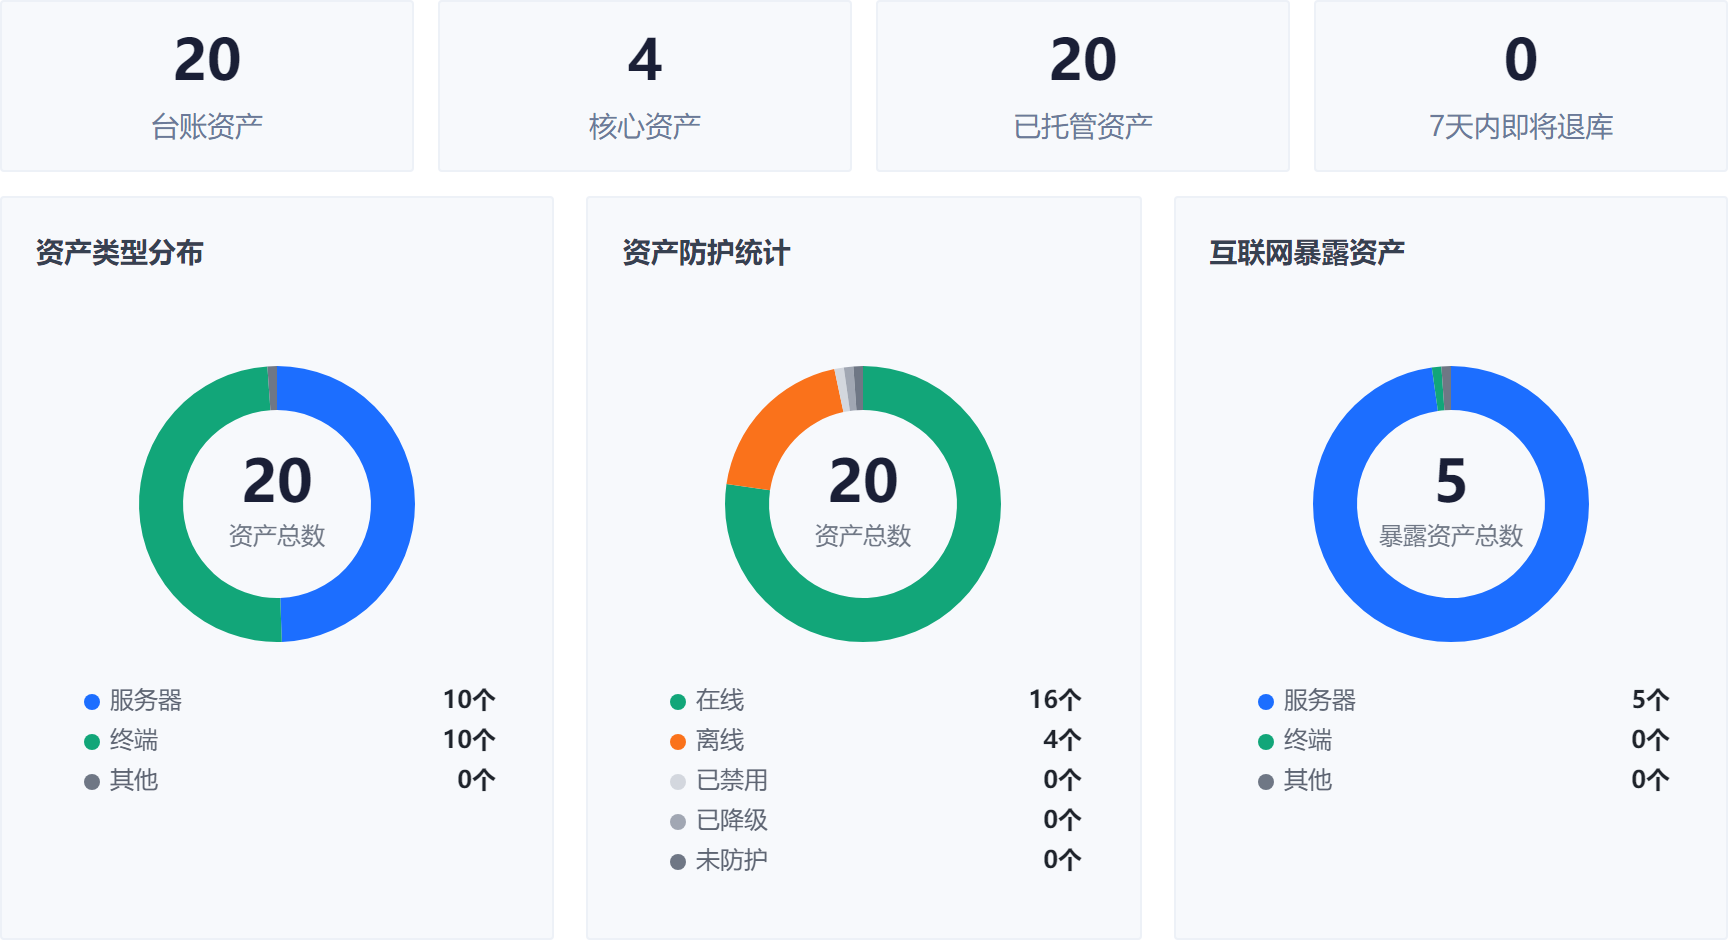 20
台账资产
4
核心资产
20
已托管资产
0
7天内即将退库
资产类型分布
20
资产总数
服务器 10个
终端 10个
其他 0个
资产防护统计
20
资产总数
在线 16个
离线 4个
已禁用 0个
已降级 0个
未防护 0个
互联网暴露资产
5
暴露资产总数
服务器 5个
终端 0个
其他 0个